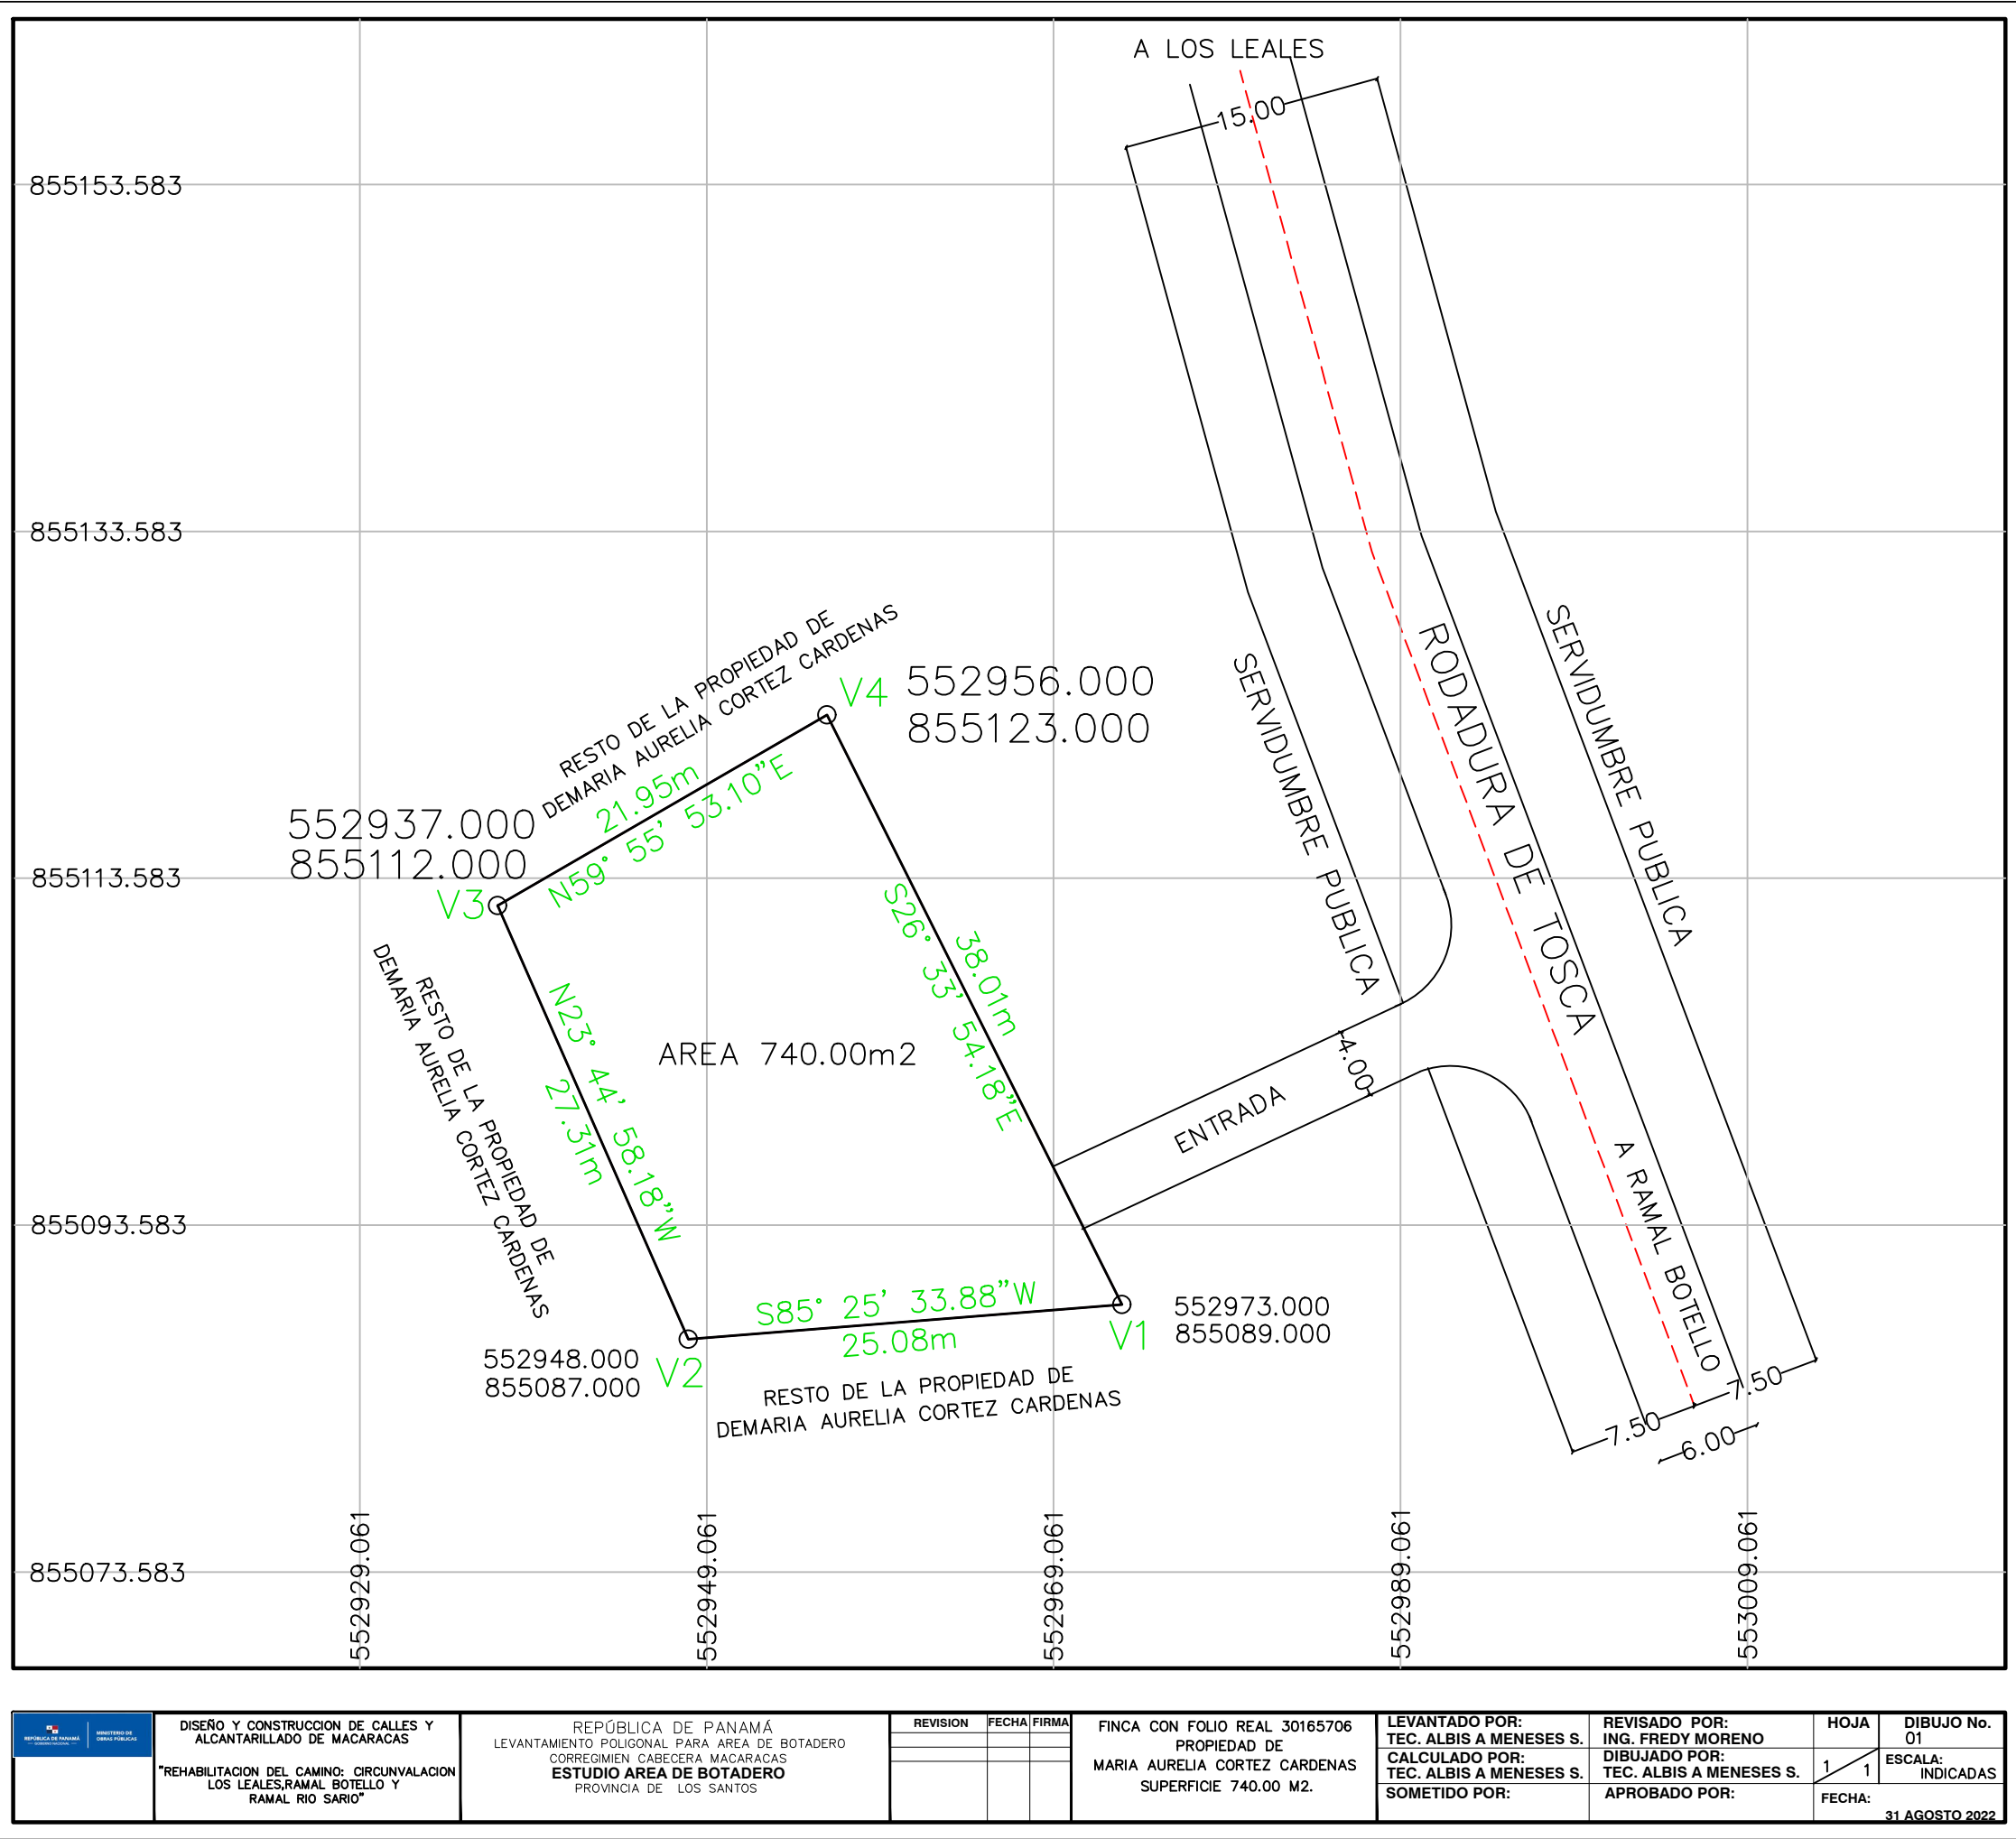 A LOS LEALES
15.00
855153.583
855133.583
855113.583
855093.583
855073.583
552929.061
552949.061
552969.061
552989.061
553009.061
RESTO DE LA PROPIEDAD DE
DEMARIA AURELIA CORTEZ CARDENAS
21.95m
N59° 55' 53.10"E
V4
552956.000
855123.000
552937.000
855112.000
V3
RESTO DE LA PROPIEDAD DE
DEMARIA AURELIA CORTEZ CARDENAS
N23° 44' 58.18"W
27.31m
AREA 740.00m2
38.01m
S26° 33' 54.18"E
S85° 25' 33.88"W
25.08m
552948.000
855087.000
V2
V1
552973.000
855089.000
RESTO DE LA PROPIEDAD DE
DEMARIA AURELIA CORTEZ CARDENAS
SERVIDUMBRE PUBLICA
RODADURA DE TOSCA
SERVIDUMBRE PUBLICA
ENTRADA
4.00
A RAMAL BOTELLO
7.50
7.50
6.00
REPÚBLICA DE PANAMÁ
— GOBIERNO NACIONAL —
MINISTERIO DE
OBRAS PÚBLICAS
DISEÑO Y CONSTRUCCION DE CALLES Y
ALCANTARILLADO DE MACARACAS
"REHABILITACION DEL CAMINO: CIRCUNVALACION
LOS LEALES,RAMAL BOTELLO Y
RAMAL RIO SARIO"
REPÚBLICA DE PANAMÁ
LEVANTAMIENTO POLIGONAL PARA AREA DE BOTADERO
CORREGIMIEN CABECERA MACARACAS
ESTUDIO AREA DE BOTADERO
PROVINCIA DE LOS SANTOS
REVISION FECHA FIRMA
FINCA CON FOLIO REAL 30165706
PROPIEDAD DE
MARIA AURELIA CORTEZ CARDENAS
SUPERFICIE 740.00 M2.
LEVANTADO POR:
TEC. ALBIS A MENESES S.
CALCULADO POR:
TEC. ALBIS A MENESES S.
SOMETIDO POR:
REVISADO POR:
ING. FREDY MORENO
DIBUJADO POR:
TEC. ALBIS A MENESES S.
APROBADO POR:
HOJA
1/1
DIBUJO No.
01
ESCALA:
INDICADAS
FECHA:
31 AGOSTO 2022